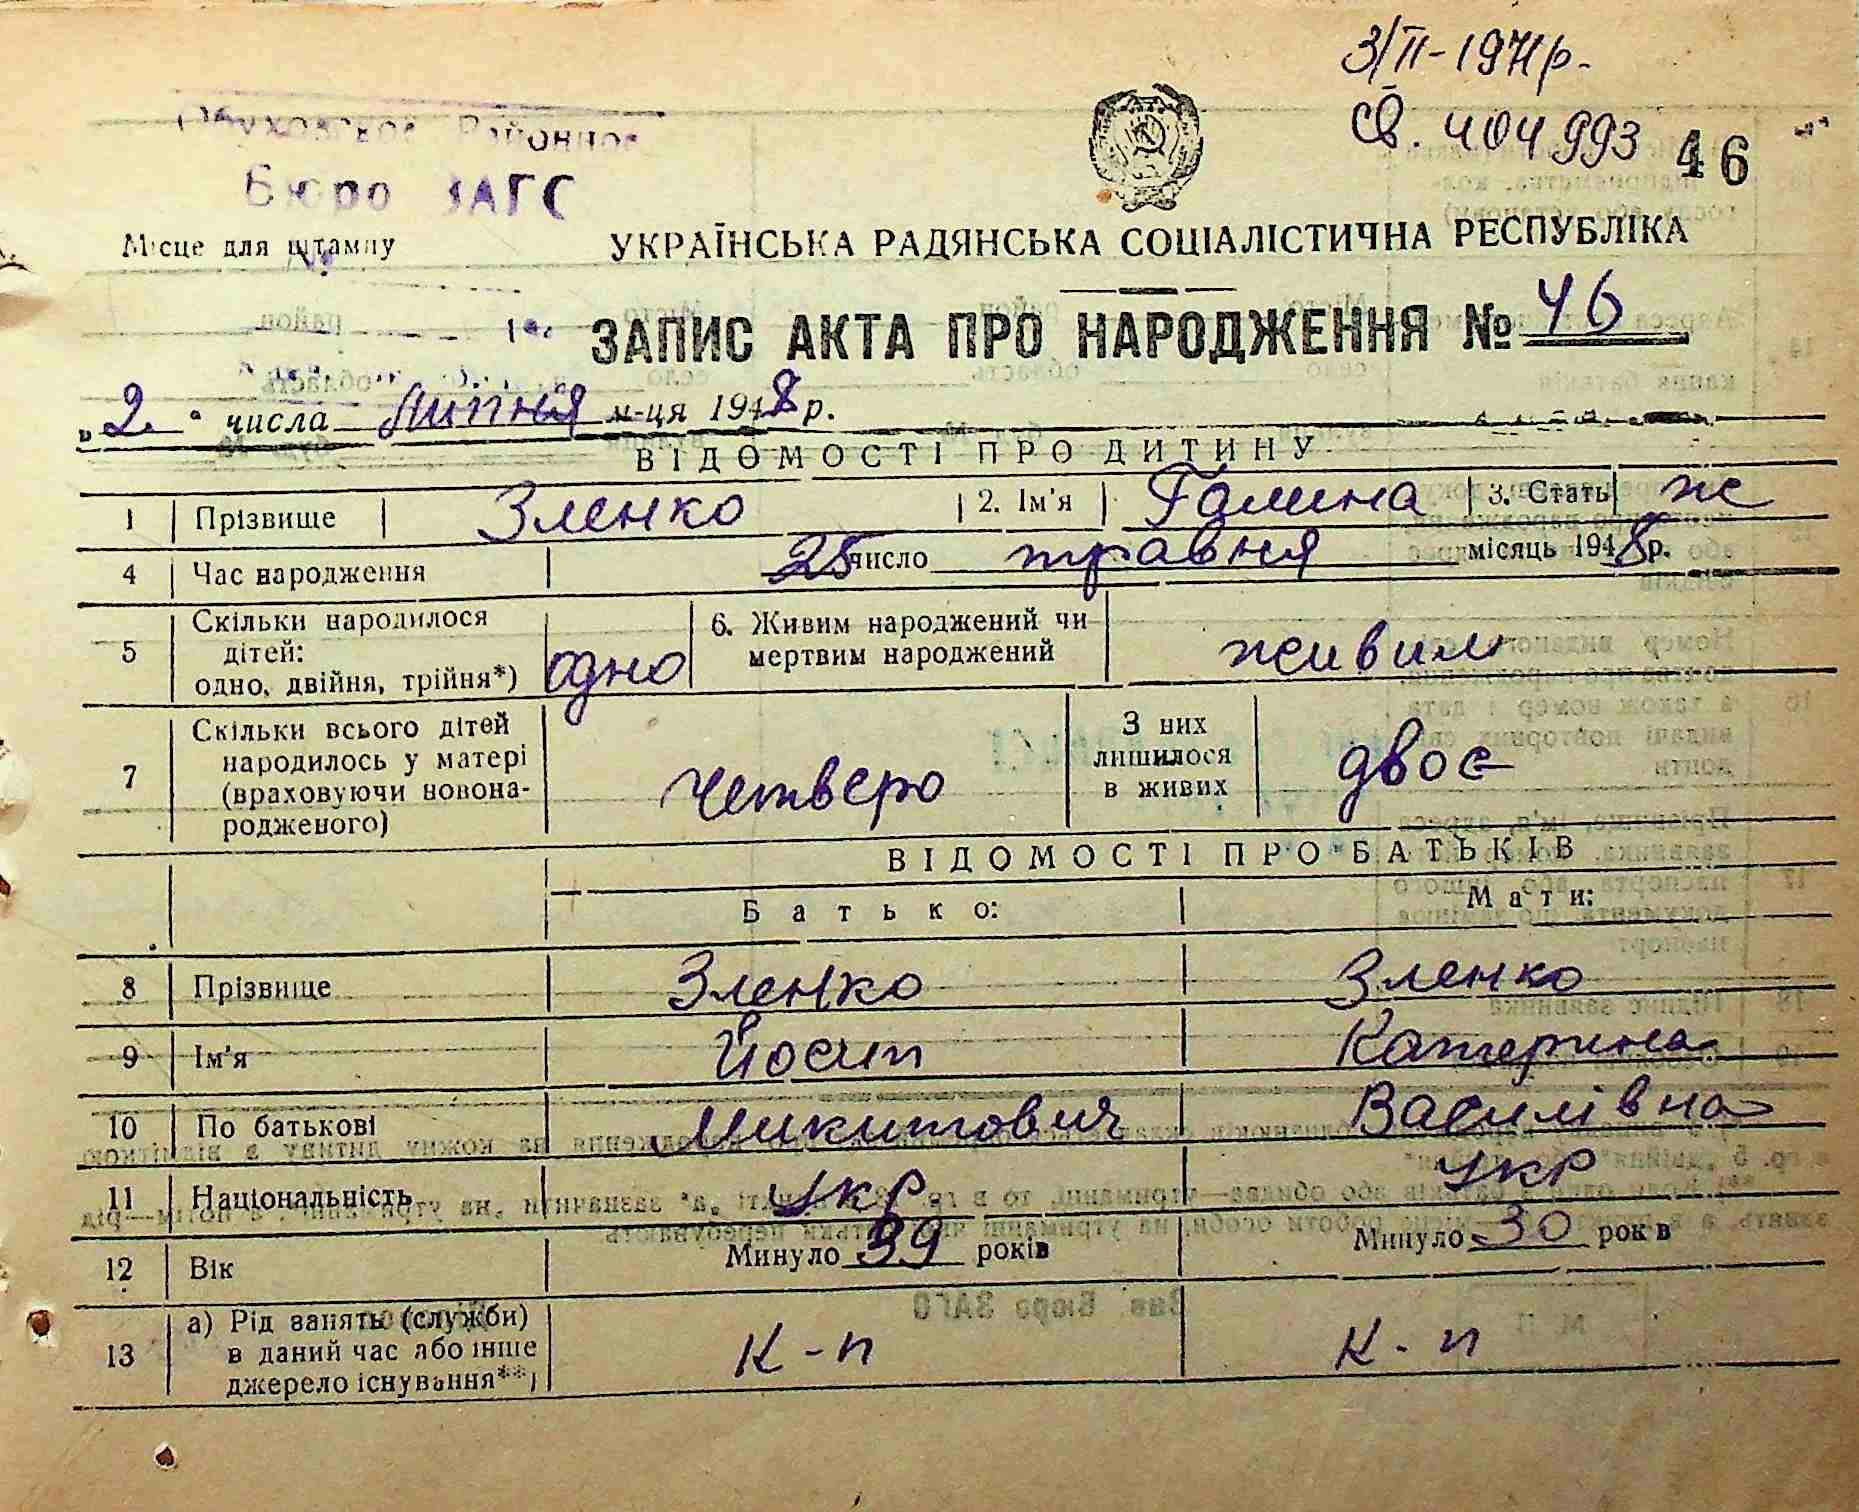 3/II-1971р.
Св. 404993
46
Районное
Бюро ЗАГС
Місце для штампу
УКРАЇНСЬКА РАДЯНСЬКА СОЦІАЛІСТИЧНА РЕСПУБЛІКА
ЗАПИС АКТА ПРО НАРОДЖЕННЯ № 46
„2" числа Липня м-ця 1948 р.
ВІДОМОСТІ ПРО ДИТИНУ
1 Прізвище Зленко 2. Ім'я Галина 3. Стать ж
4 Час народження 25 число травня місяць 1948 р.
5 Скільки народилося дітей: одно, двійня, трійня*) одно 6. Живим народжений чи мертвим народжений живим
7 Скільки всього дітей народилось у матері (враховуючи новонародженого) четверо З них лишилося в живих двоє
ВІДОМОСТІ ПРО БАТЬКІВ
Батько: Мати:
8 Прізвище Зленко Зленко
9 Ім'я Йосип Катерина
10 По батькові Микитович Василівна
11 Національність укр укр
12 Вік Минуло 39 років Минуло 30 років
13 а) Рід занять (служби) в даний час або інше джерело існування**) к-п к-п